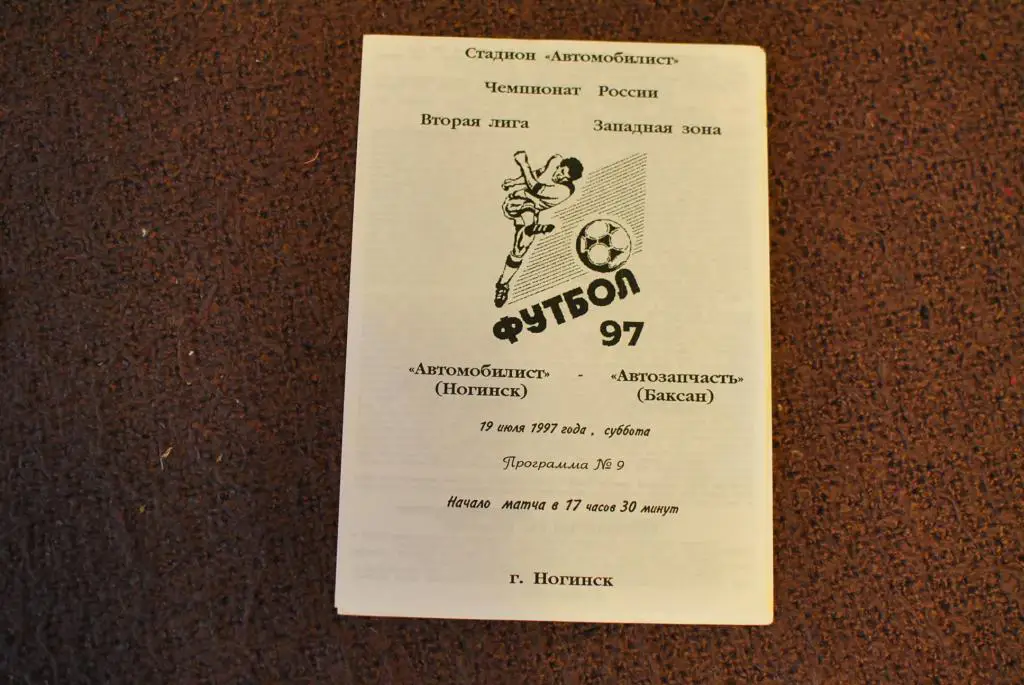 Стадион «Автомобилист»
Чемпионат России
Вторая лига Западная зона
ФУТБОЛ
97
«Автомобилист» - «Автозапчасть»
(Ногинск) (Баксан)
19 июля 1997 года , суббота
Программа № 9
Начало матча в 17 часов 30 минут
г. Ногинск